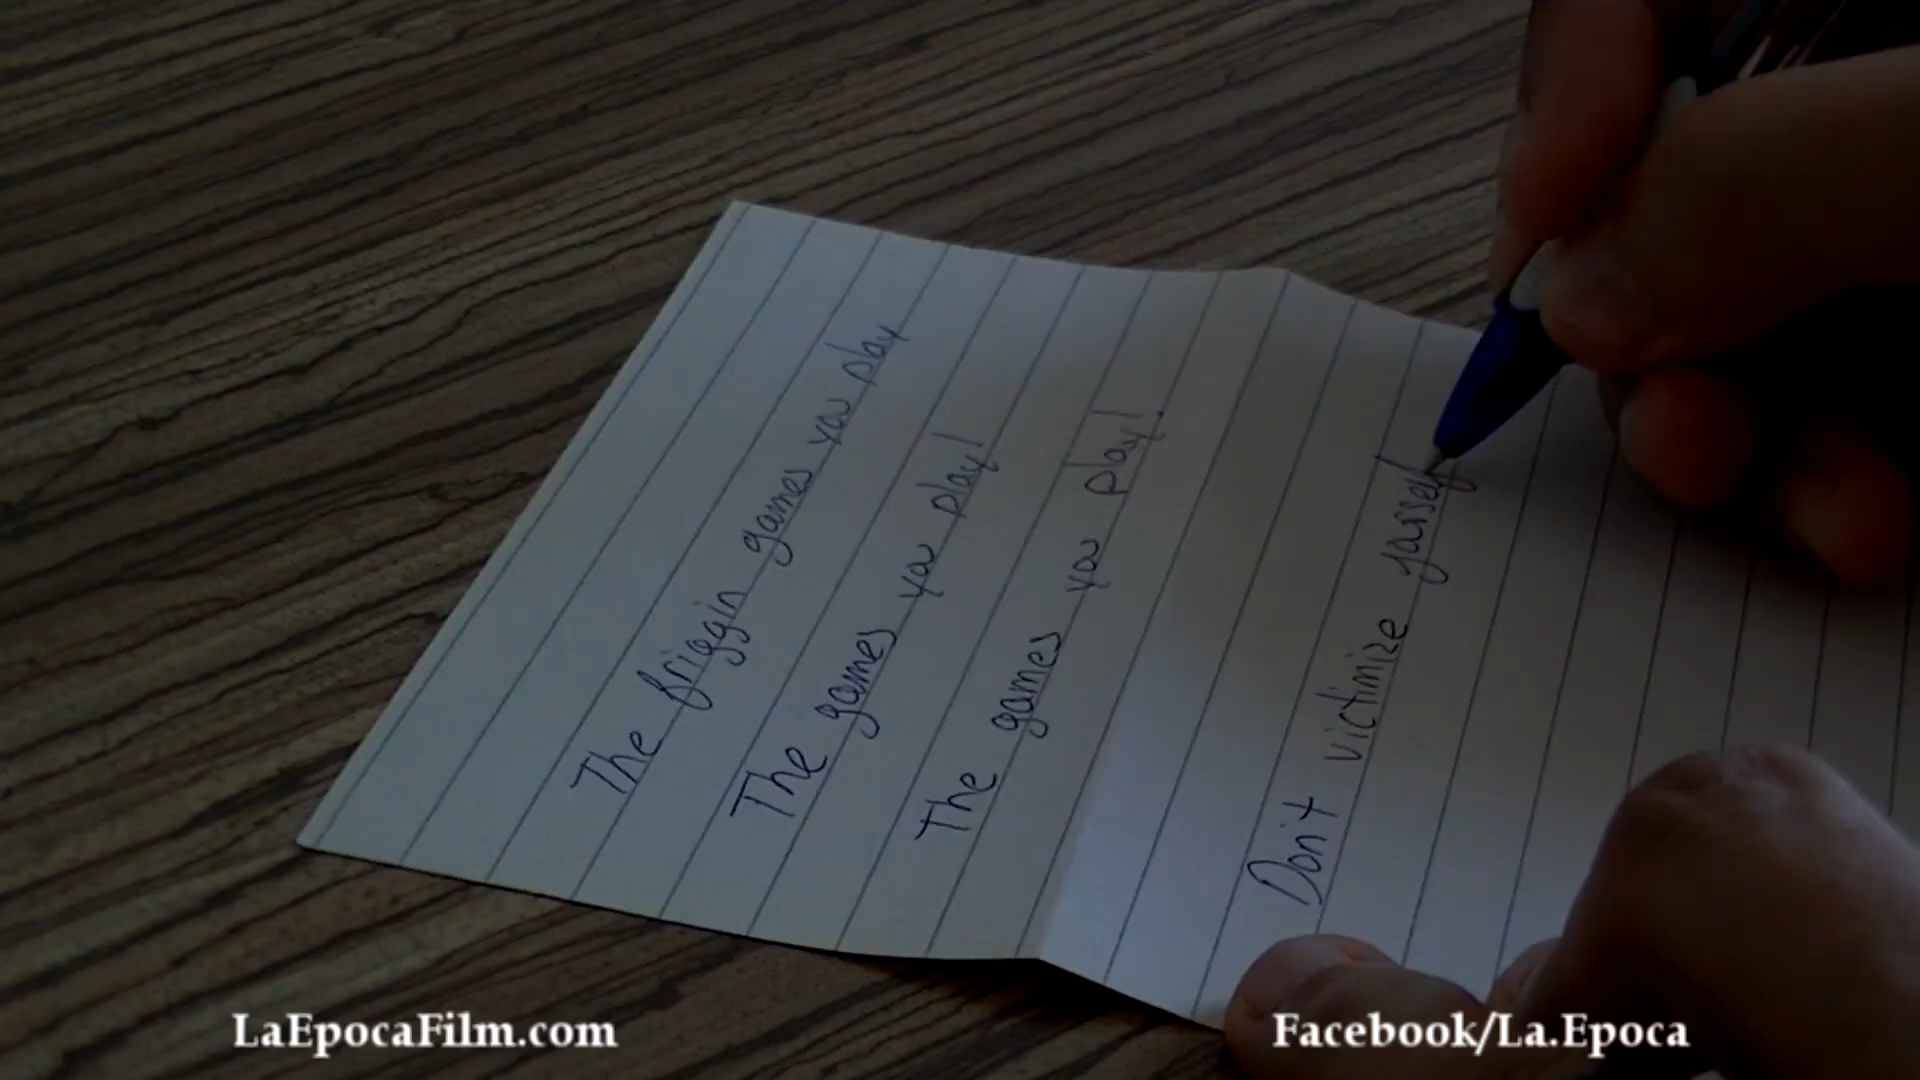 The friggin games you play
The games you play!
The games you play!
Don't victimize yourself
LaEpocaFilm.com
Facebook/La.Epoca